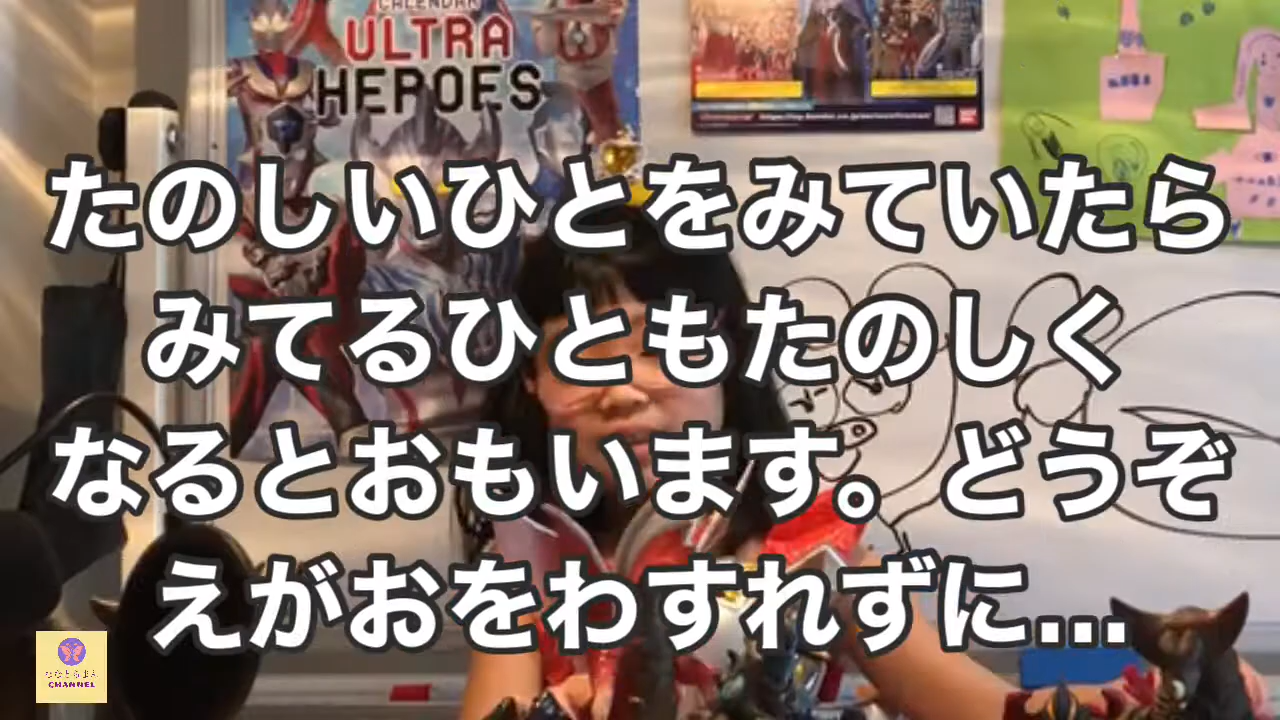 CALENDAR
ULTRA
HEROES
たのしいひとをみていたら
みてるひともたのしく
なるとおもいます。どうぞ
えがおをわすれずに...
CHANNEL